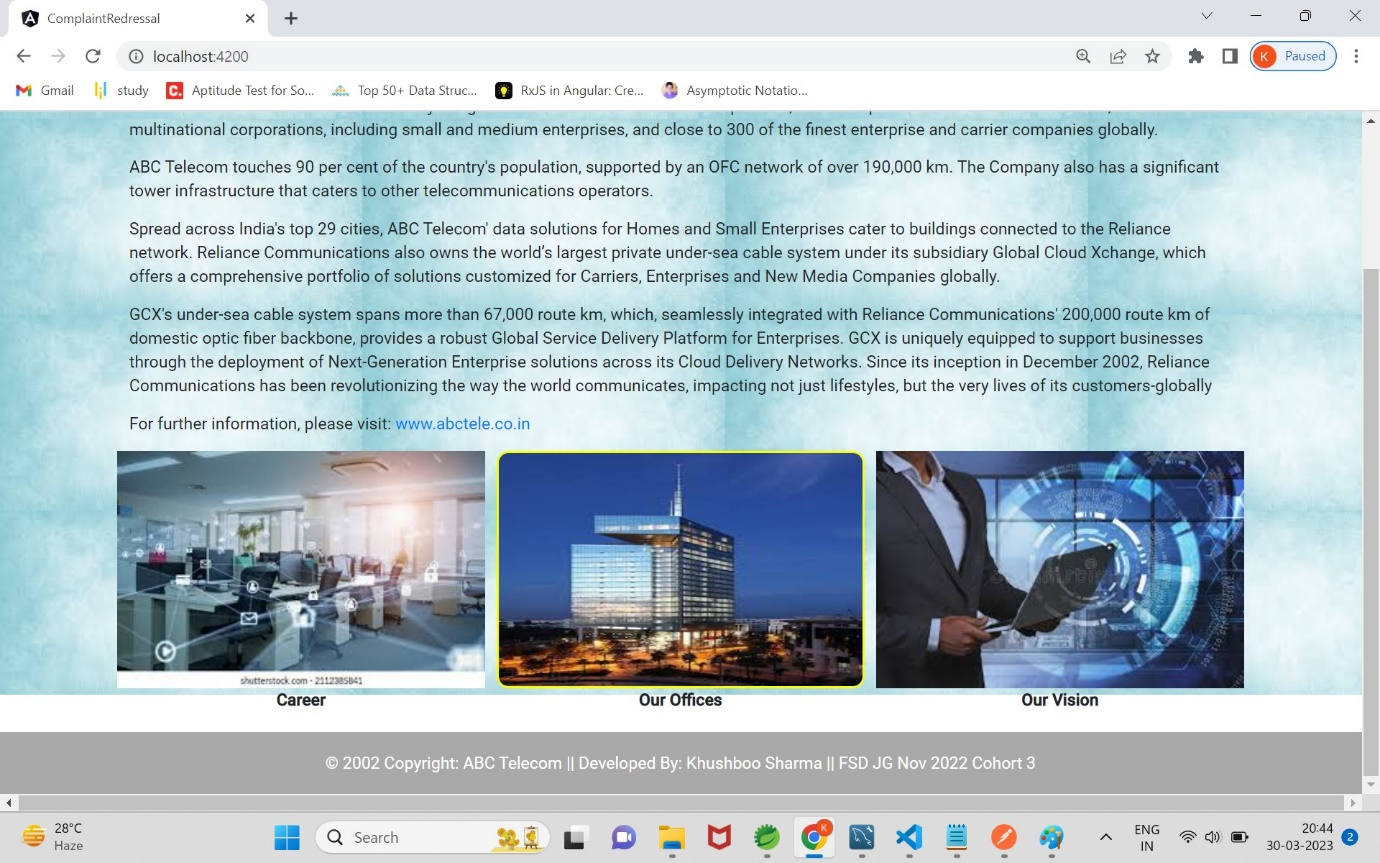 ComplaintRedressal
localhost:4200
Paused
K
Gmail
study
Aptitude Test for So...
Top 50+ Data Struc...
RxJS in Angular: Cre...
Asymptotic Notatio...
multinational corporations, including small and medium enterprises, and close to 300 of the finest enterprise and carrier companies globally.
ABC Telecom touches 90 per cent of the country's population, supported by an OFC network of over 190,000 km. The Company also has a significant
tower infrastructure that caters to other telecommunications operators.
Spread across India's top 29 cities, ABC Telecom' data solutions for Homes and Small Enterprises cater to buildings connected to the Reliance
network. Reliance Communications also owns the world’s largest private under-sea cable system under its subsidiary Global Cloud Xchange, which
offers a comprehensive portfolio of solutions customized for Carriers, Enterprises and New Media Companies globally.
GCX's under-sea cable system spans more than 67,000 route km, which, seamlessly integrated with Reliance Communications' 200,000 route km of
domestic optic fiber backbone, provides a robust Global Service Delivery Platform for Enterprises. GCX is uniquely equipped to support businesses
through the deployment of Next-Generation Enterprise solutions across its Cloud Delivery Networks. Since its inception in December 2002, Reliance
Communications has been revolutionizing the way the world communicates, impacting not just lifestyles, but the very lives of its customers-globally
For further information, please visit: www.abctele.co.in
shutterstock.com · 2112385841
Career
Our Offices
Our Vision
© 2002 Copyright: ABC Telecom || Developed By: Khushboo Sharma || FSD JG Nov 2022 Cohort 3
28°C
Haze
Search
K
ENG
IN
20:44
30-03-2023
2